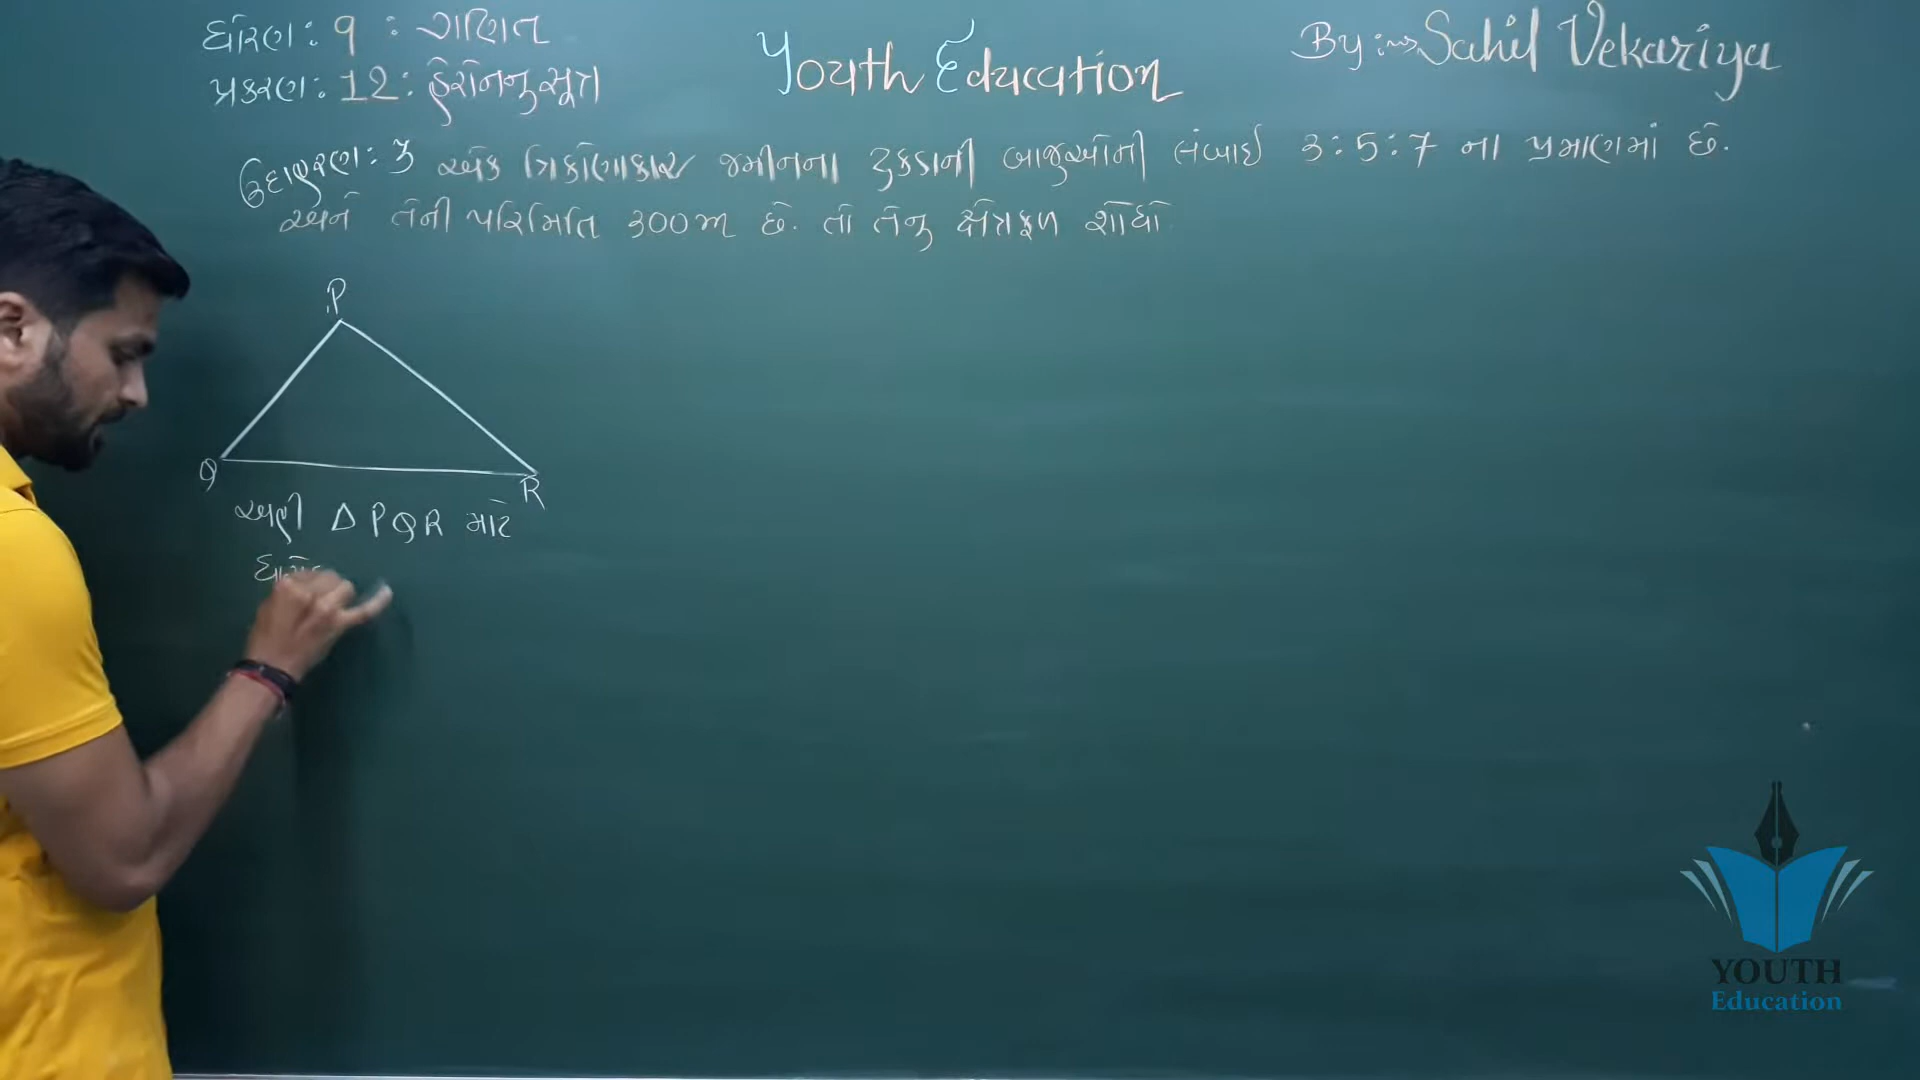 ધોરણ : 9 : ગણિત
પ્રકરણ : 12 : હેરોનનુ સૂત્ર
Youth Education
By :⇝ Sahil Vekariya
ઉદાહરણ : 3 એક ત્રિકોણાકાર જમીનના ટુકડાની બાજુઓની લંબાઈ 3 : 5 : 7 ના પ્રમાણમાં છે.
અને તેની પરિમિતિ 300 m છે. તો તેનુ ક્ષેત્રફળ શોધો
P
Q
R
અહી Δ PQR માટે
YOUTH
Education